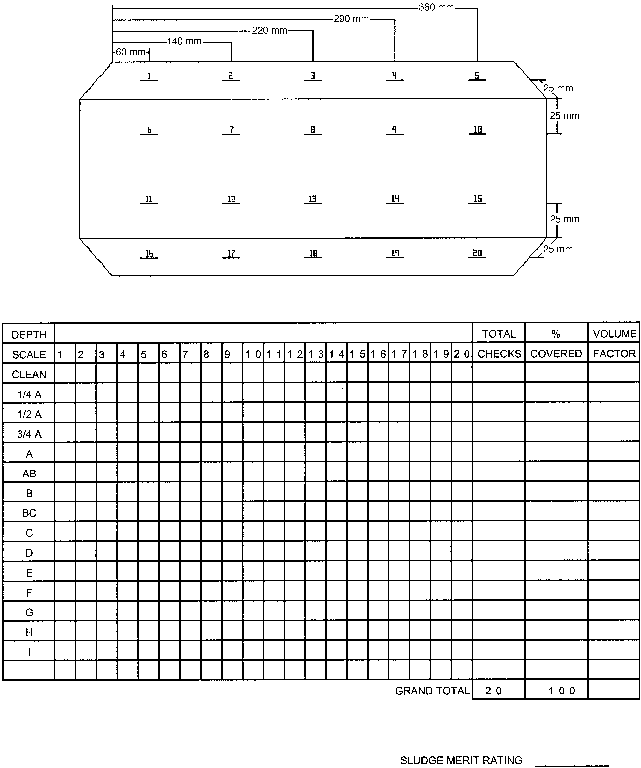 360 mm
290 mm
220 mm
140 mm
60 mm
1 2 3 4 5
25 mm
25 mm
6 7 8 9 10
11 12 13 14 15
25 mm
16 17 18 19 20
25 mm
DEPTH TOTAL % VOLUME
SCALE 1 2 3 4 5 6 7 8 9 10 11 12 13 14 15 16 17 18 19 20 CHECKS COVERED FACTOR
CLEAN
1/4 A
1/2 A
3/4 A
A
AB
B
BC
C
D
E
F
G
H
I
GRAND TOTAL 20 100
SLUDGE MERIT RATING